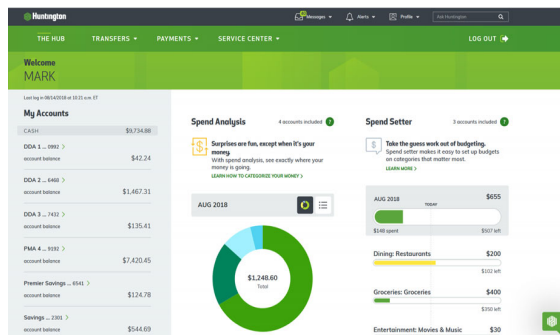 Huntington
Messages
Alerts
Profile
Ask Huntington
THE HUB
TRANSFERS
PAYMENTS
SERVICE CENTER
LOG OUT
Welcome
MARK
Last log in 08/14/2018 at 10:21 a.m. ET
My Accounts
CASH $9,734.88
DDA 1 ... 0992 >
account balance $42.24
DDA 2 ... 6460 >
account balance $1,467.31
DDA 3 ... 7432 >
account balance $135.41
PMA 4 ... 9192 >
account balance $7,420.45
Premier Savings ... 6541 >
account balance $124.78
Savings ... 2301 >
account balance $544.69
Spend Analysis 4 accounts included ?
Surprises are fun, except when it's your
money.
With spend analysis, see exactly where your
money is going.
LEARN HOW TO CATEGORIZE YOUR MONEY >
AUG 2018
$1,248.60
Total
Spend Setter 3 accounts included ?
Take the guess work out of budgeting.
Spend setter makes it easy to set up budgets
on categories that matter most.
LEARN MORE >
AUG 2018 $655
TODAY
$148 spent $507 left
Dining: Restaurants $200
$102 left
Groceries: Groceries $400
$350 left
Entertainment: Movies & Music $30